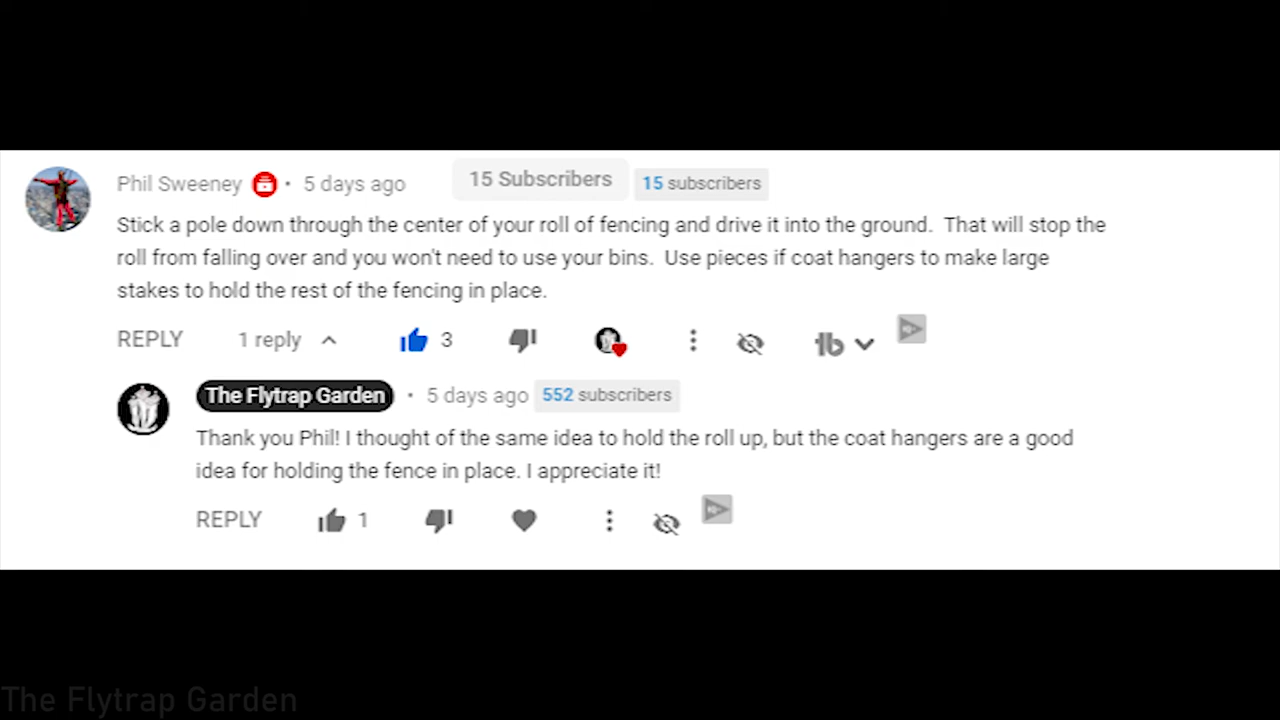 Phil Sweeney • 5 days ago 15 Subscribers 15 subscribers
Stick a pole down through the center of your roll of fencing and drive it into the ground. That will stop the
roll from falling over and you won't need to use your bins. Use pieces if coat hangers to make large
stakes to hold the rest of the fencing in place.
REPLY 1 reply 3
The Flytrap Garden • 5 days ago 552 subscribers
Thank you Phil! I thought of the same idea to hold the roll up, but the coat hangers are a good
idea for holding the fence in place. I appreciate it!
REPLY 1
The Flytrap Garden